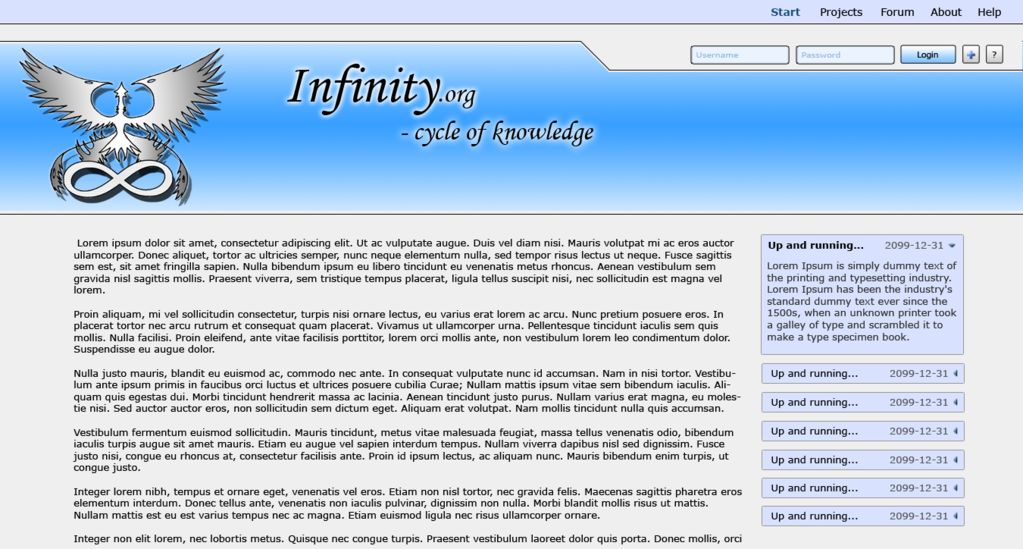 Start Projects Forum About Help
Username Password Login ?
Infinity.org
- cycle of knowledge
Lorem ipsum dolor sit amet, consectetur adipiscing elit. Ut ac vulputate augue. Duis vel diam nisi. Mauris volutpat mi ac eros auctor
ullamcorper. Donec aliquet, tortor ac ultricies semper, nunc neque elementum nulla, sed tempor risus lectus ut neque. Fusce sagittis
sem est, sit amet fringilla sapien. Nulla bibendum ipsum eu libero tincidunt eu venenatis metus rhoncus. Aenean vestibulum sem
gravida nisl sagittis mollis. Praesent viverra, sem tristique tempus placerat, ligula tellus suscipit nisi, nec sollicitudin est magna vel
lorem.
Proin aliquam, mi vel sollicitudin consectetur, turpis nisi ornare lectus, eu varius erat lorem ac arcu. Nunc pretium posuere eros. In
placerat tortor nec arcu rutrum et consequat quam placerat. Vivamus ut ullamcorper urna. Pellentesque tincidunt iaculis sem quis
mollis. Nulla facilisi. Proin eleifend, ante vitae facilisis porttitor, lorem orci mollis ante, non vestibulum lorem leo condimentum dolor.
Suspendisse eu augue dolor.
Nulla justo mauris, blandit eu euismod ac, commodo nec ante. In consequat vulputate nunc id accumsan. Nam in nisi tortor. Vestibu-
lum ante ipsum primis in faucibus orci luctus et ultrices posuere cubilia Curae; Nullam mattis ipsum vitae sem bibendum iaculis. Ali-
quam quis egestas dui. Morbi tincidunt hendrerit massa ac lacinia. Aenean tincidunt justo purus. Nullam varius erat magna, eu moles-
tie nisi. Sed auctor auctor eros, non sollicitudin sem dictum eget. Aliquam erat volutpat. Nam mollis tincidunt nulla quis accumsan.
Vestibulum fermentum euismod sollicitudin. Mauris tincidunt, metus vitae malesuada feugiat, massa tellus venenatis odio, bibendum
iaculis turpis augue sit amet mauris. Etiam eu augue vel sapien interdum tempus. Nullam viverra dapibus nisl sed dignissim. Fusce
justo nisi, congue eu rhoncus at, consectetur facilisis ante. Proin id ipsum lectus, ac aliquam nunc. Mauris bibendum enim turpis, ut
congue justo.
Integer lorem nibh, tempus et ornare eget, venenatis vel eros. Etiam non nisl tortor, nec gravida felis. Maecenas sagittis pharetra eros
elementum interdum. Donec tellus ante, venenatis non iaculis pulvinar, dignissim non nulla. Morbi blandit mollis risus ut mattis.
Nullam mattis est eu est varius tempus nec ac magna. Etiam euismod ligula nec risus ullamcorper ornare.
Integer non elit lorem, nec lobortis metus. Quisque nec congue turpis. Praesent vestibulum laoreet dolor quis porta. Donec mollis, orci
Up and running... 2099-12-31
Lorem Ipsum is simply dummy text of
the printing and typesetting industry.
Lorem Ipsum has been the industry's
standard dummy text ever since the
1500s, when an unknown printer took
a galley of type and scrambled it to
make a type specimen book.
Up and running... 2099-12-31
Up and running... 2099-12-31
Up and running... 2099-12-31
Up and running... 2099-12-31
Up and running... 2099-12-31
Up and running... 2099-12-31